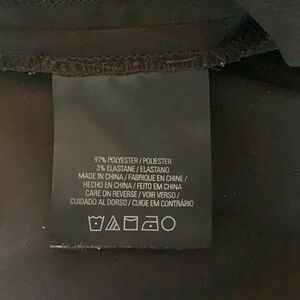 97% POLYESTER / POLIESTER
3% ELASTANE / ELASTANO
MADE IN CHINA / FABRIQUE EN CHINE /
HECHO EN CHINA / FEITO EM CHINA
CARE ON REVERSE / VOIR VERSO /
CUIDADO AL DORSO / CUIDE EM CONTRÁRIO